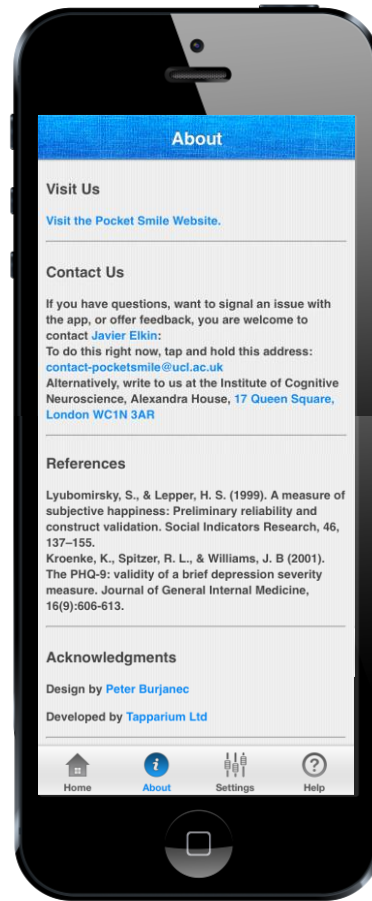 About
Visit Us
Visit the Pocket Smile Website.
Contact Us
If you have questions, want to signal an issue with
the app, or offer feedback, you are welcome to
contact Javier Elkin:
To do this right now, tap and hold this address:
contact-pocketsmile@ucl.ac.uk
Alternatively, write to us at the Institute of Cognitive
Neuroscience, Alexandra House, 17 Queen Square,
London WC1N 3AR
References
Lyubomirsky, S., & Lepper, H. S. (1999). A measure of
subjective happiness: Preliminary reliability and
construct validation. Social Indicators Research, 46,
137–155.
Kroenke, K., Spitzer, R. L., & Williams, J. B (2001).
The PHQ-9: validity of a brief depression severity
measure. Journal of General Internal Medicine,
16(9):606-613.
Acknowledgments
Design by Peter Burjanec
Developed by Tapparium Ltd
Home About Settings Help